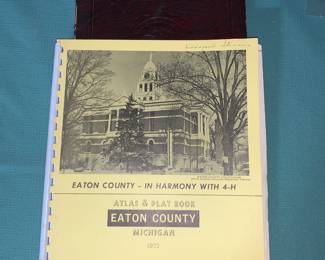 EATON COUNTY - IN HARMONY WITH 4-H
ATLAS & PLAT BOOK
EATON COUNTY
MICHIGAN